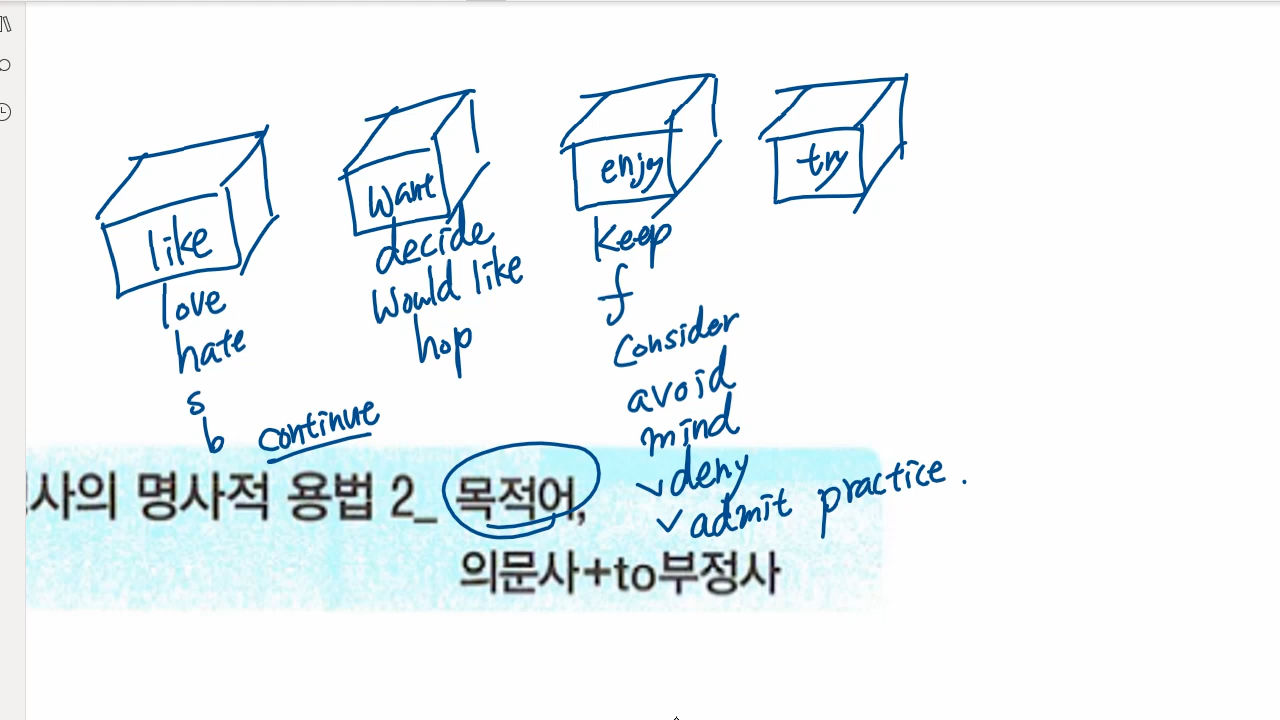 like
love
hate
s
b continue
want
decide
would like
hop
enjoy
keep
f
consider
avoid
mind
deny
admit practice.
try
사의 명사적 용법 2_ 목적어,
의문사+to부정사